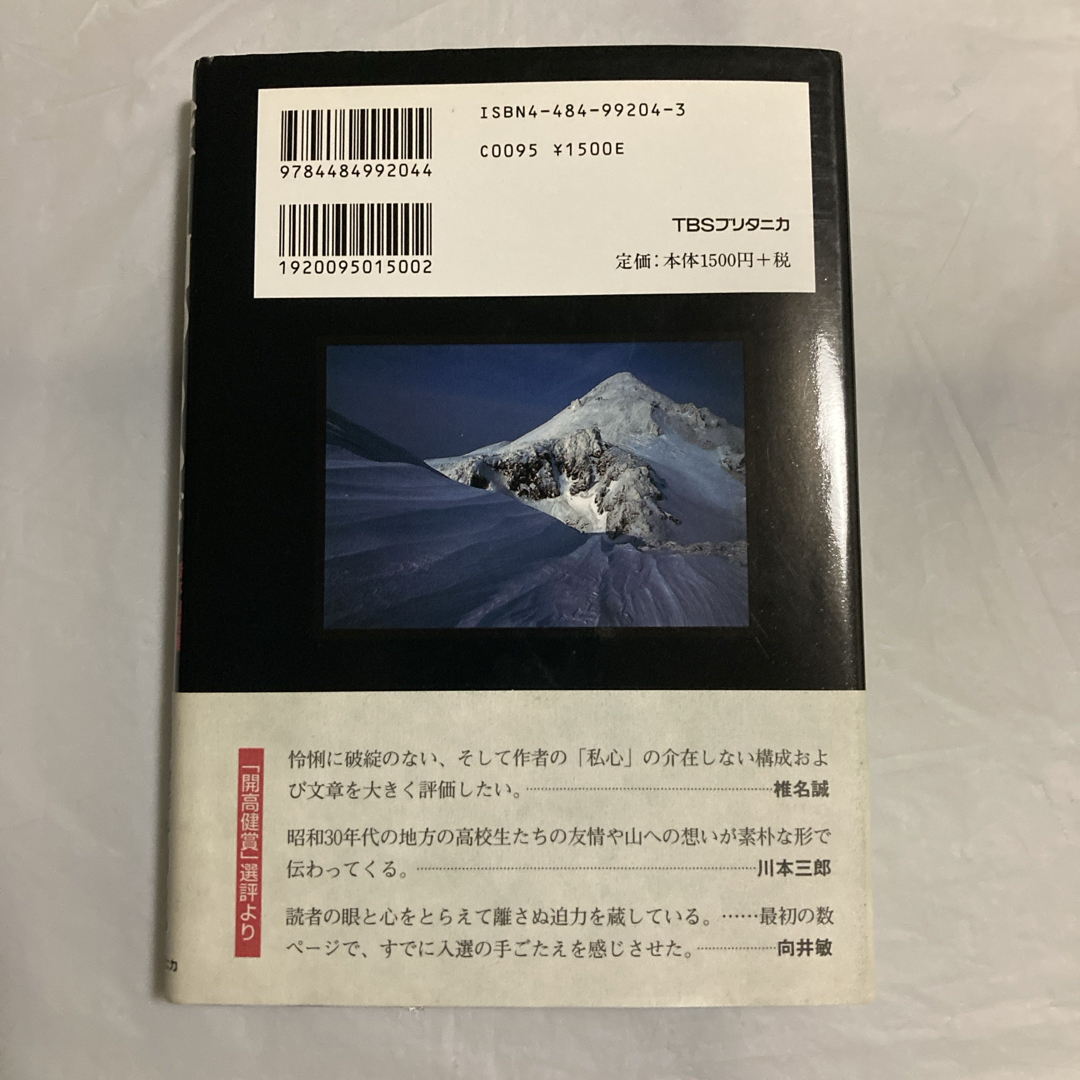 9784484992044
ISBN4-484-99204-3
C0095 ¥1500E
1920095015002
TBSブリタニカ
定価:本体1500円+税
「開高健賞」選評より
怜悧に破綻のない、そして作者の「私心」の介在しない構成およ
び文章を大きく評価したい。…………椎名誠
昭和30年代の地方の高校生たちの友情や山への想いが素朴な形で
伝わってくる。…………川本三郎
読者の眼と心をとらえて離さぬ迫力を蔵している。……最初の数
ページで、すでに入選の手ごたえを感じさせた。…………向井敏
ニカ